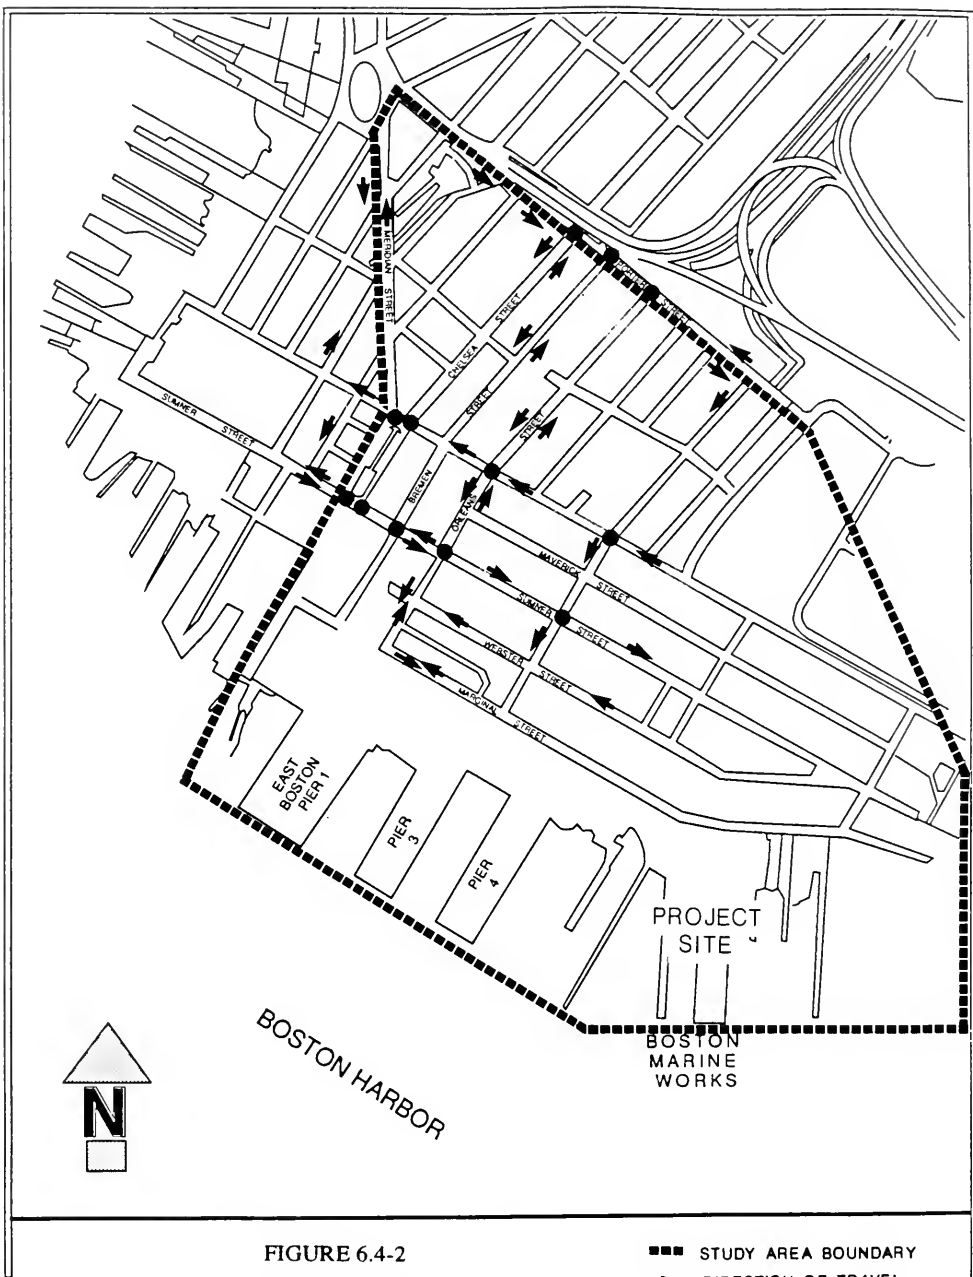 MERIDIAN STREET
PORTER STREET
CHELSEA STREET
STREET
STREET
SUMNER STREET
BREMEN
ORLEANS
MAVERICK STREET
SUMNER STREET
WEBSTER STREET
MARGINAL STREET
EAST
BOSTON
PIER 1
PIER
3
PIER
4
PROJECT
SITE
BOSTON
MARINE
WORKS
BOSTON HARBOR
N
FIGURE 6.4-2
STUDY AREA BOUNDARY
DIRECTION OF TRAVEL